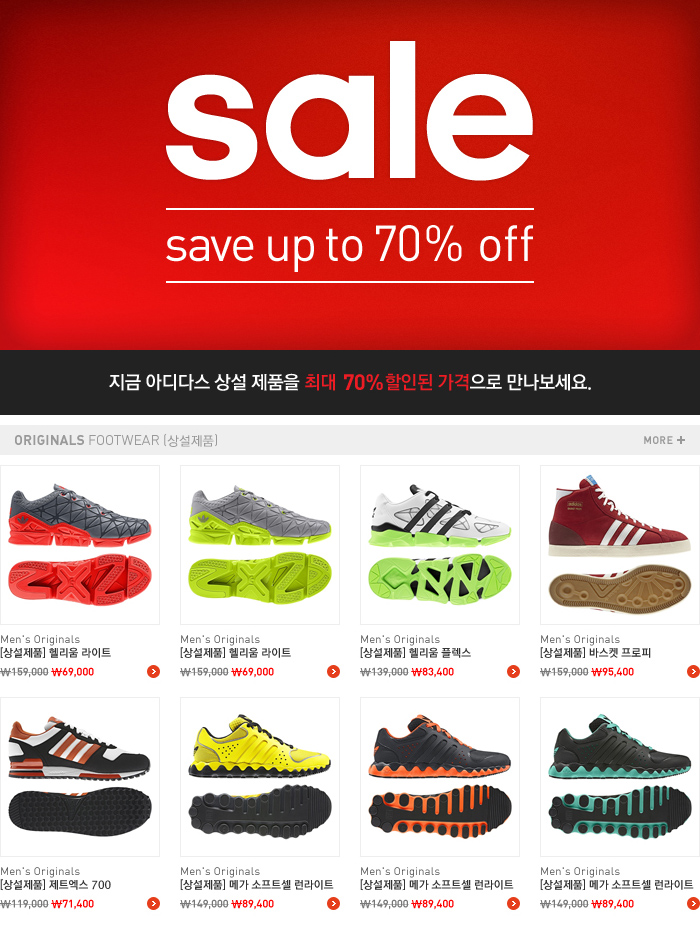 sale
save up to 70% off
지금 아디다스 상설 제품을 최대 70%할인된 가격으로 만나보세요.
ORIGINALS FOOTWEAR [상설제품] MORE +
Men's Originals
[상설제품] 헬리움 라이트
₩159,000 ₩69,000
Men's Originals
[상설제품] 헬리움 라이트
₩159,000 ₩69,000
Men's Originals
[상설제품] 헬리움 플렉스
₩139,000 ₩83,400
Men's Originals
[상설제품] 바스켓 프로피
₩159,000 ₩95,400
Men's Originals
[상설제품] 제트엑스 700
₩119,000 ₩71,400
Men's Originals
[상설제품] 메가 소프트셀 런라이트
₩149,000 ₩89,400
Men's Originals
[상설제품] 메가 소프트셀 런라이트
₩149,000 ₩89,400
Men's Originals
[상설제품] 메가 소프트셀 런라이트
₩149,000 ₩89,400